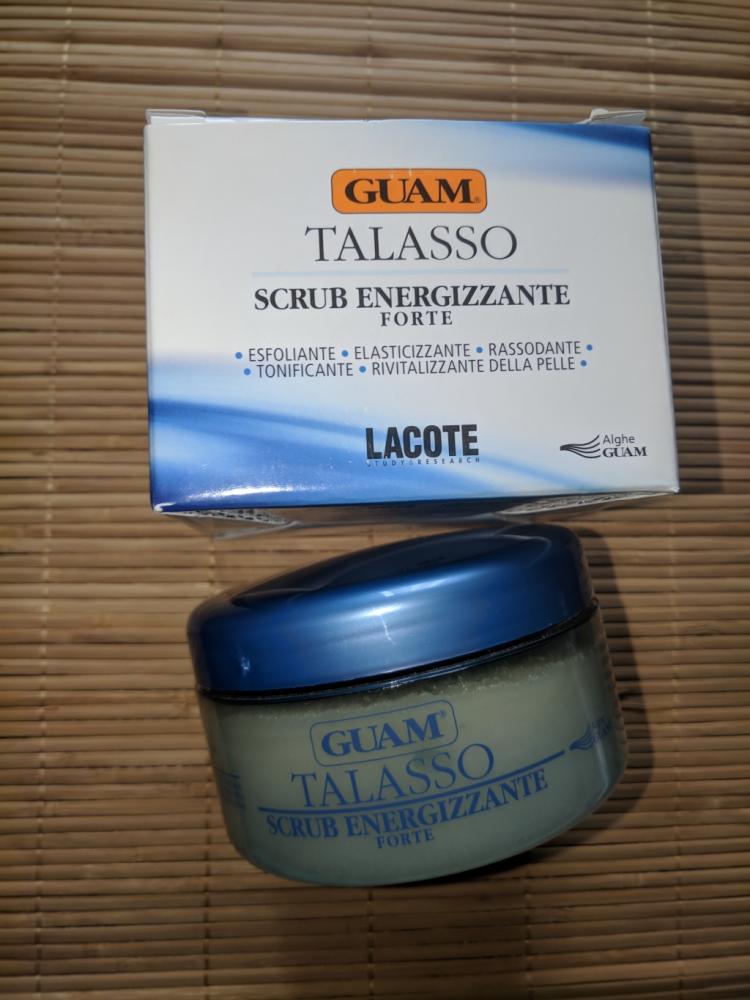 GUAM®
TALASSO
SCRUB ENERGIZZANTE
FORTE
• ESFOLIANTE • ELASTICIZZANTE • RASSODANTE •
• TONIFICANTE • RIVITALIZZANTE DELLA PELLE •
LACOTE
STUDY & RESEARCH
Alghe
GUAM
GUAM®
TALASSO
SCRUB ENERGIZZANTE
FORTE